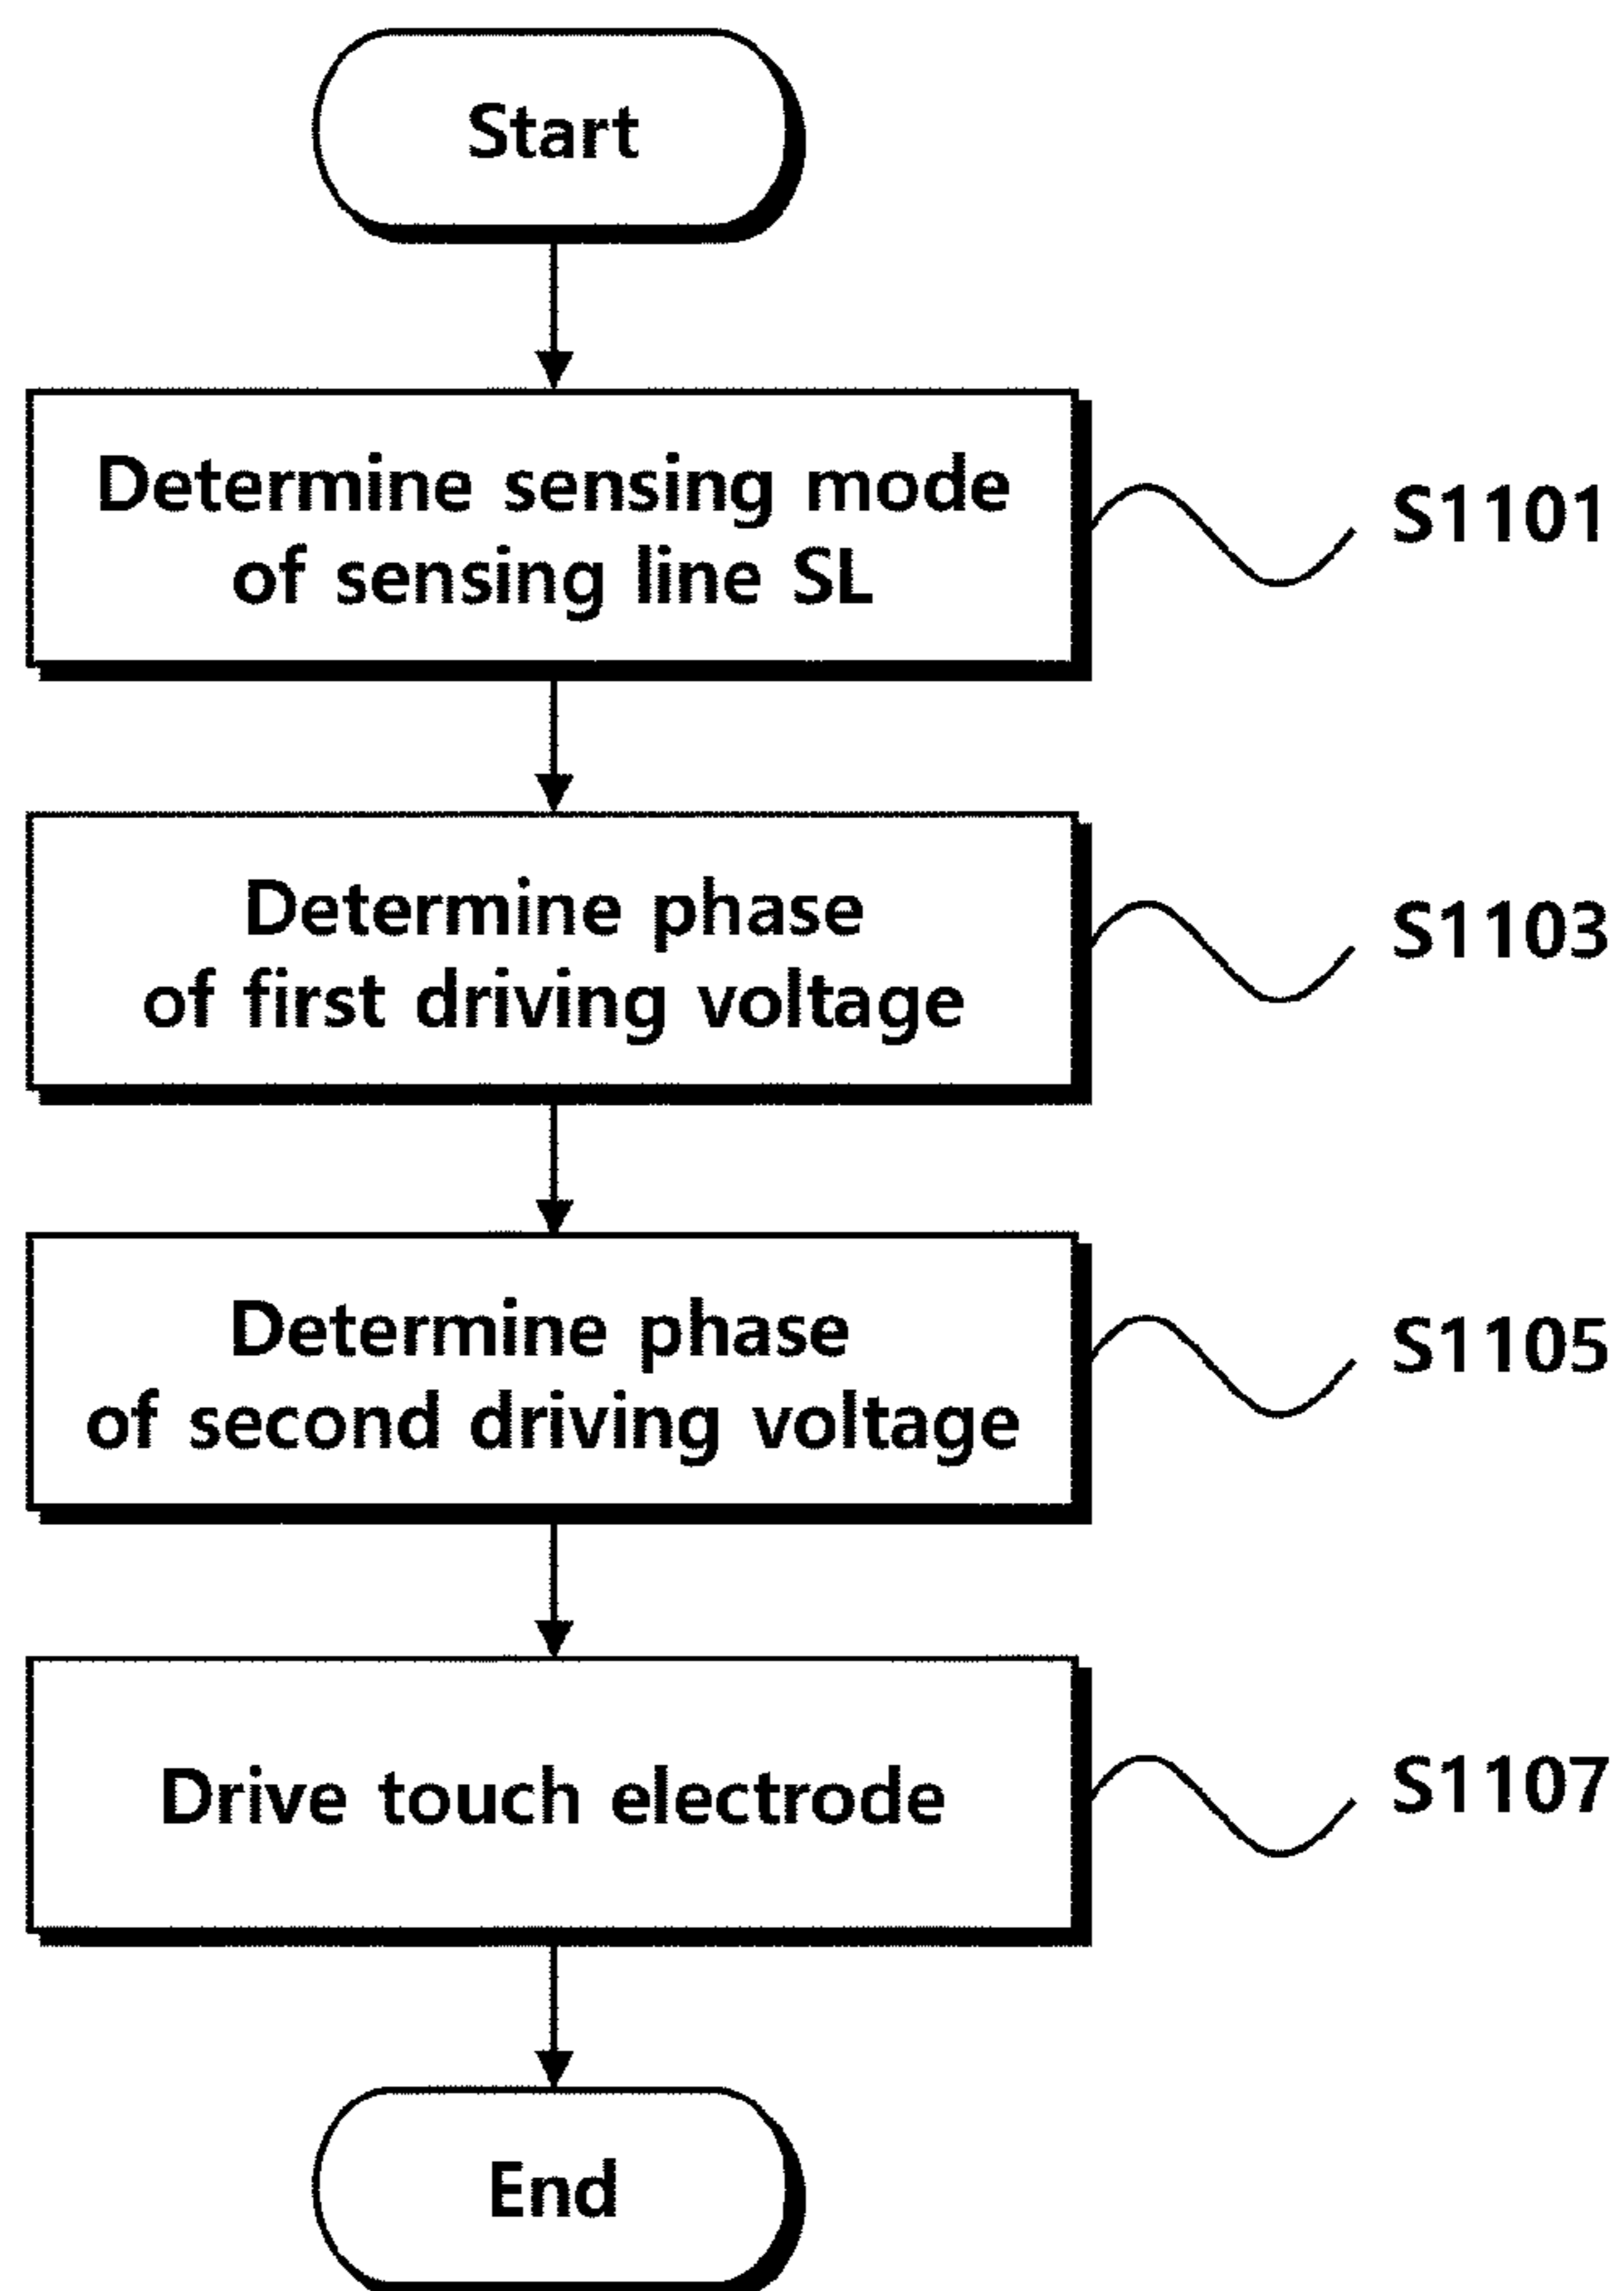 Start
Determine sensing mode
of sensing line SL
S1101
Determine phase
of first driving voltage
S1103
Determine phase
of second driving voltage
S1105
Drive touch electrode
S1107
End